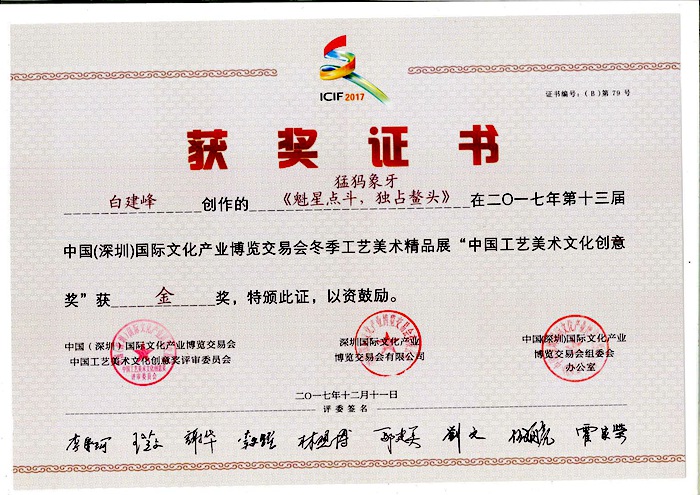 ICIF 2017
证书编号：（B）第79号
获奖证书
猛犸象牙
白建峰 创作的《魁星点斗，独占鳌头》在二〇一七年第十三届
中国(深圳)国际文化产业博览交易会冬季工艺美术精品展“中国工艺美术文化创意
奖”获 金 奖，特颁此证，以资鼓励。
中国（深圳）国际文化产业博览交易会
中国工艺美术文化创意奖评审委员会
深圳国际文化产业
博览交易会有限公司
中国(深圳)国际文化产业
博览交易会组委会
办公室
二〇一七年十二月十一日
评委签名